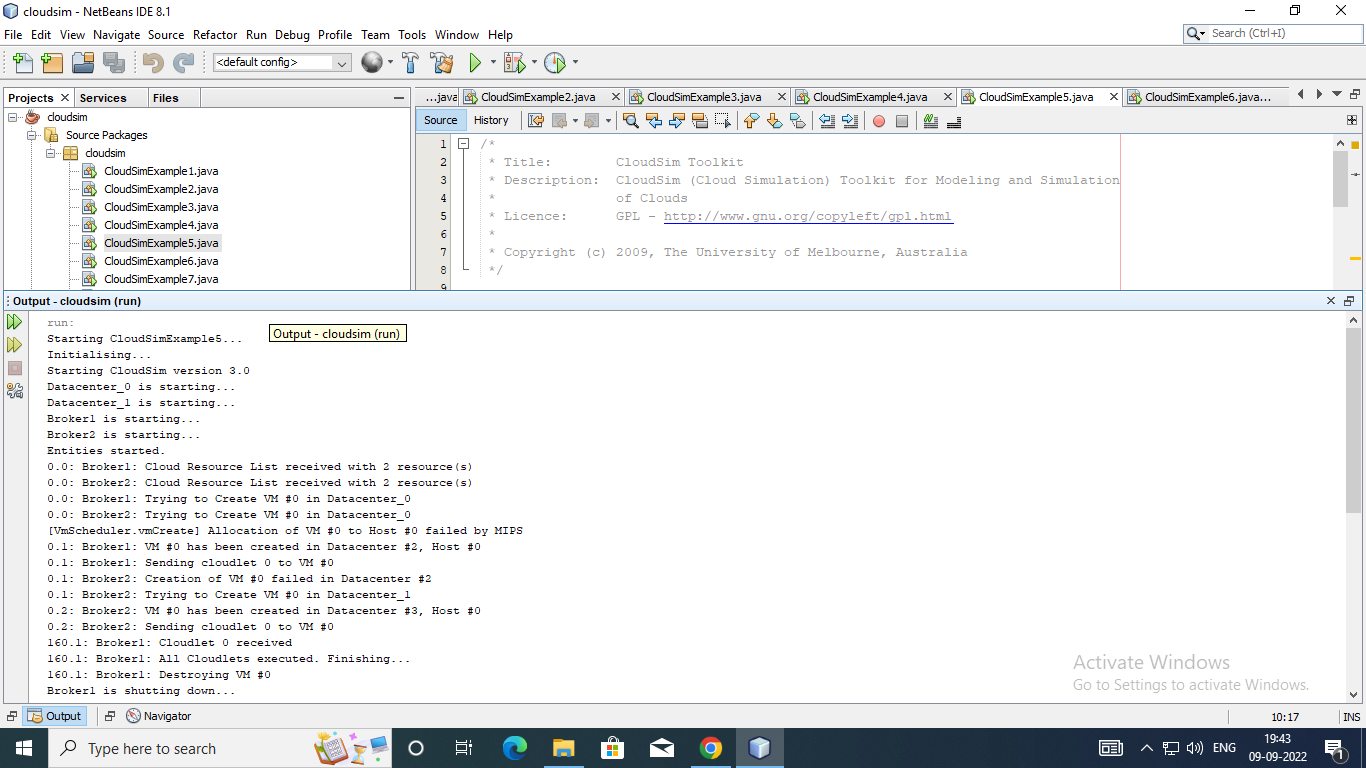 cloudsim - NetBeans IDE 8.1
File Edit View Navigate Source Refactor Run Debug Profile Team Tools Window Help
Search (Ctrl+I)
<default config>
Projects Services Files
...java CloudSimExample2.java CloudSimExample3.java CloudSimExample4.java CloudSimExample5.java CloudSimExample6.java...
cloudsim
Source Packages
cloudsim
CloudSimExample1.java
CloudSimExample2.java
CloudSimExample3.java
CloudSimExample4.java
CloudSimExample5.java
CloudSimExample6.java
CloudSimExample7.java
Source History
1 /*
2 * Title: CloudSim Toolkit
3 * Description: CloudSim (Cloud Simulation) Toolkit for Modeling and Simulation
4 * of Clouds
5 * Licence: GPL - http://www.gnu.org/copyleft/gpl.html
6 *
7 * Copyright (c) 2009, The University of Melbourne, Australia
8 */
9
Output - cloudsim (run)
run:
Output - cloudsim (run)
Starting CloudSimExample5...
Initialising...
Starting CloudSim version 3.0
Datacenter_0 is starting...
Datacenter_1 is starting...
Broker1 is starting...
Broker2 is starting...
Entities started.
0.0: Broker1: Cloud Resource List received with 2 resource(s)
0.0: Broker2: Cloud Resource List received with 2 resource(s)
0.0: Broker1: Trying to Create VM #0 in Datacenter_0
0.0: Broker2: Trying to Create VM #0 in Datacenter_0
[VmScheduler.vmCreate] Allocation of VM #0 to Host #0 failed by MIPS
0.1: Broker1: VM #0 has been created in Datacenter #2, Host #0
0.1: Broker1: Sending cloudlet 0 to VM #0
0.1: Broker2: Creation of VM #0 failed in Datacenter #2
0.1: Broker2: Trying to Create VM #0 in Datacenter_1
0.2: Broker2: VM #0 has been created in Datacenter #3, Host #0
0.2: Broker2: Sending cloudlet 0 to VM #0
160.1: Broker1: Cloudlet 0 received
160.1: Broker1: All Cloudlets executed. Finishing...
160.1: Broker1: Destroying VM #0
Broker1 is shutting down...
Activate Windows
Go to Settings to activate Windows.
Output Navigator
10:17 INS
Type here to search
ENG
19:43
09-09-2022
1